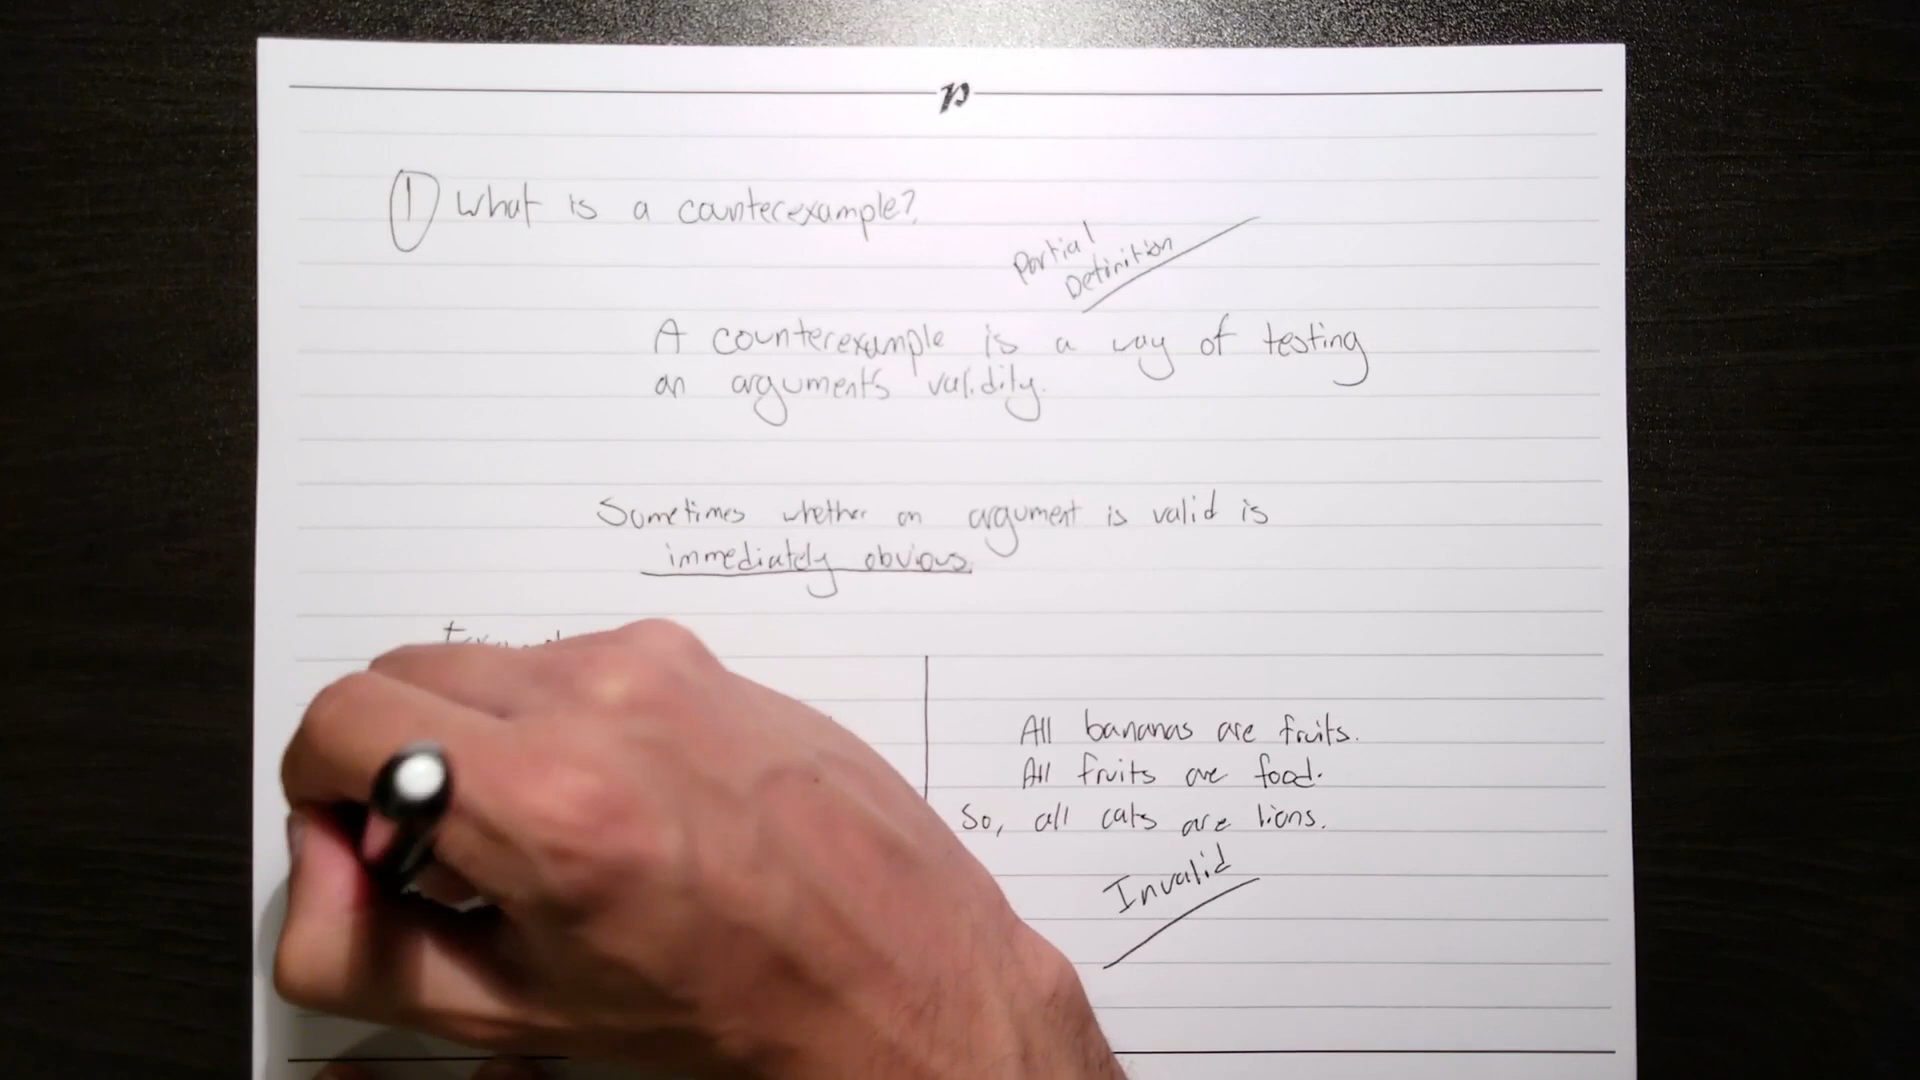 p
① What is a counterexample?
Partial
Definition
A counterexample is a way of testing
an argument's validity.
Sometimes whether an argument is valid is
immediately obvious.
All bananas are fruits.
All fruits are food.
So, all cats are lions.
Invalid